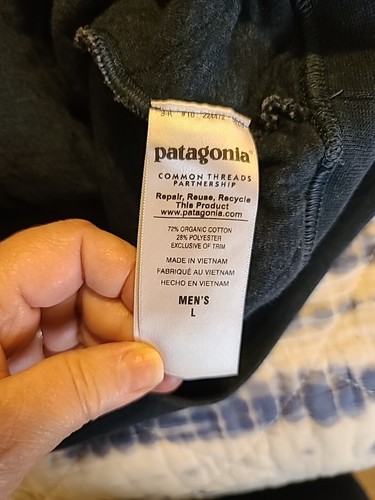 patagonia®
COMMON THREADS
PARTNERSHIP
Repair, Reuse, Recycle
This Product
www.patagonia.com
72% ORGANIC COTTON
28% POLYESTER
EXCLUSIVE OF TRIM
MADE IN VIETNAM
FABRIQUÉ AU VIETNAM
HECHO EN VIETNAM
MEN'S
L